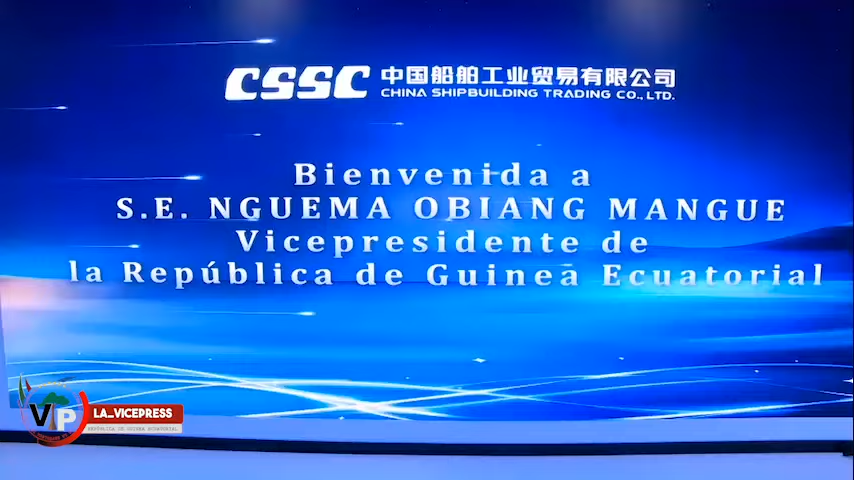 CSSC 中国船舶工业贸易有限公司
CHINA SHIPBUILDING TRADING CO., LTD.
Bienvenida a
S.E. NGUEMA OBIANG MANGUE
Vicepresidente de
la República de Guinea Ecuatorial
VP LA_VICEPRESS
REPÚBLICA DE GUINEA ECUATORIAL